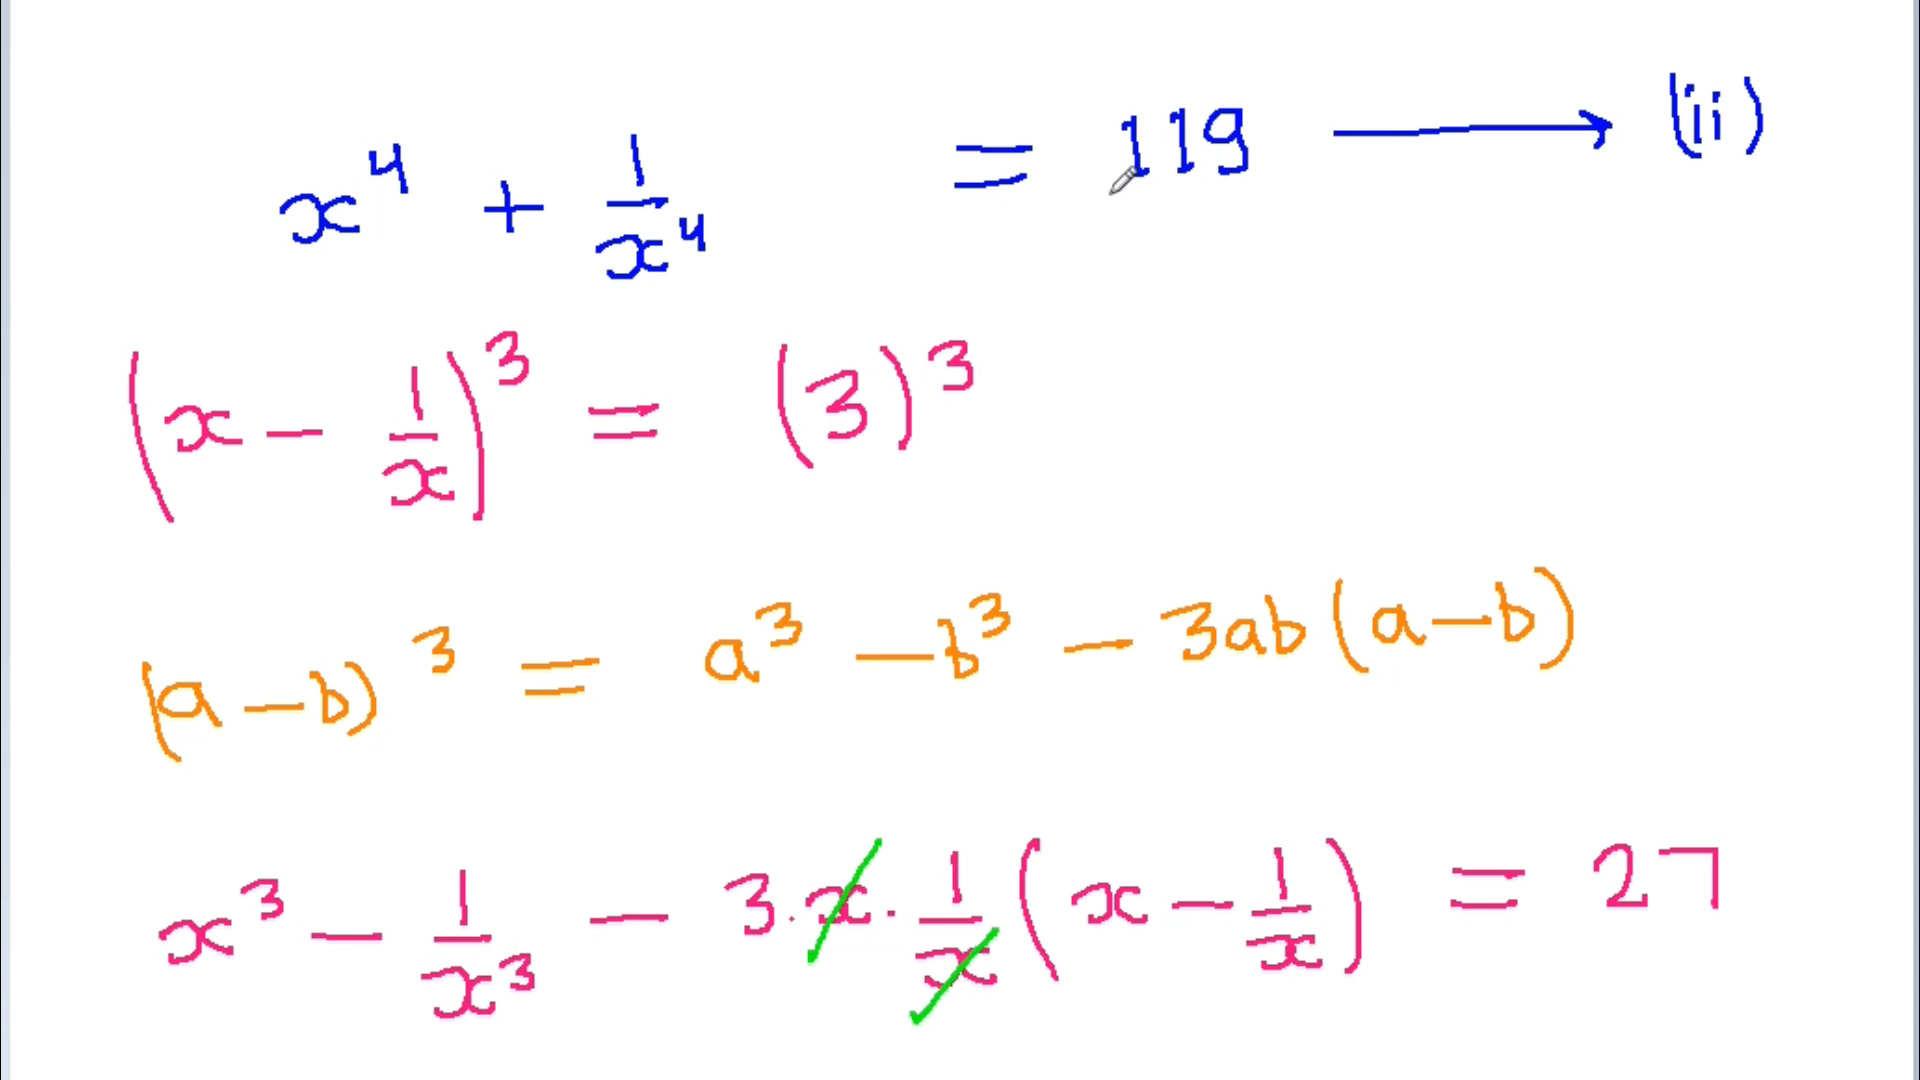 x⁴ + 1/x⁴ = 119 ⟶ (ii)
(x − 1/x)³ = (3)³
(a − b)³ = a³ − b³ − 3ab(a − b)
x³ − 1/x³ − 3·x·1/x(x − 1/x) = 27